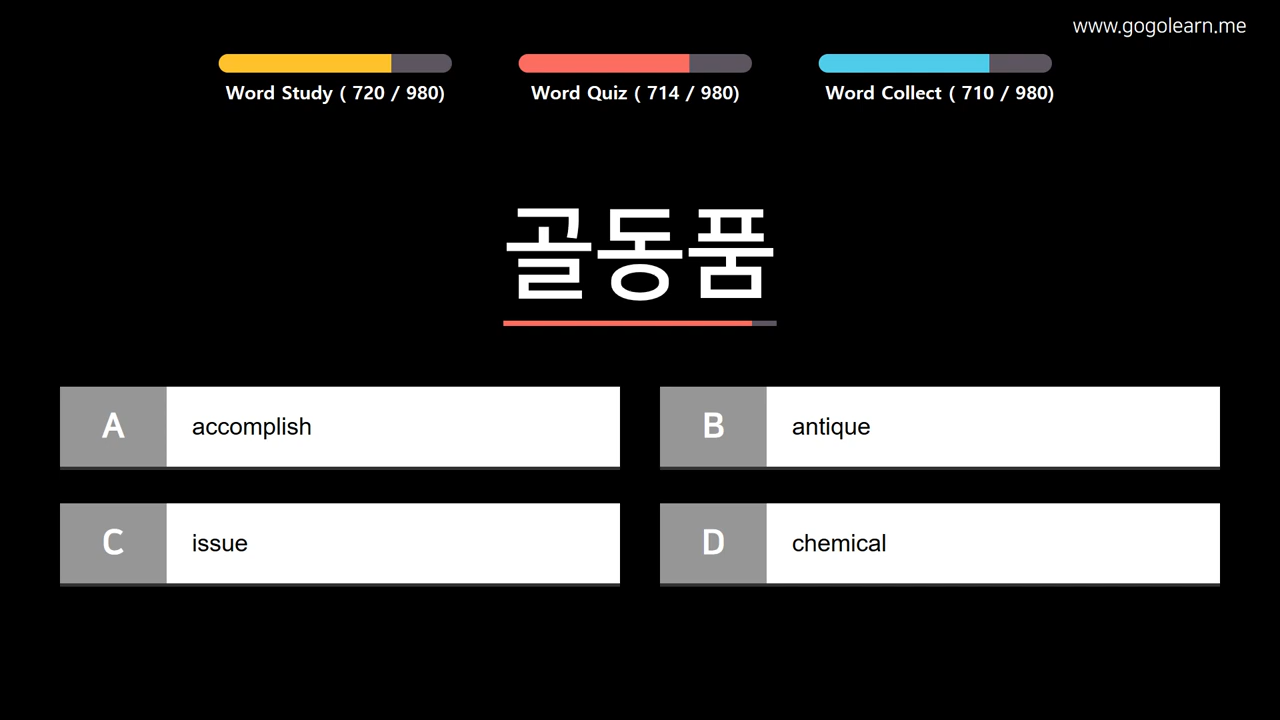 www.gogolearn.me
Word Study ( 720 / 980)
Word Quiz ( 714 / 980)
Word Collect ( 710 / 980)
골동품
A accomplish
B antique
C issue
D chemical